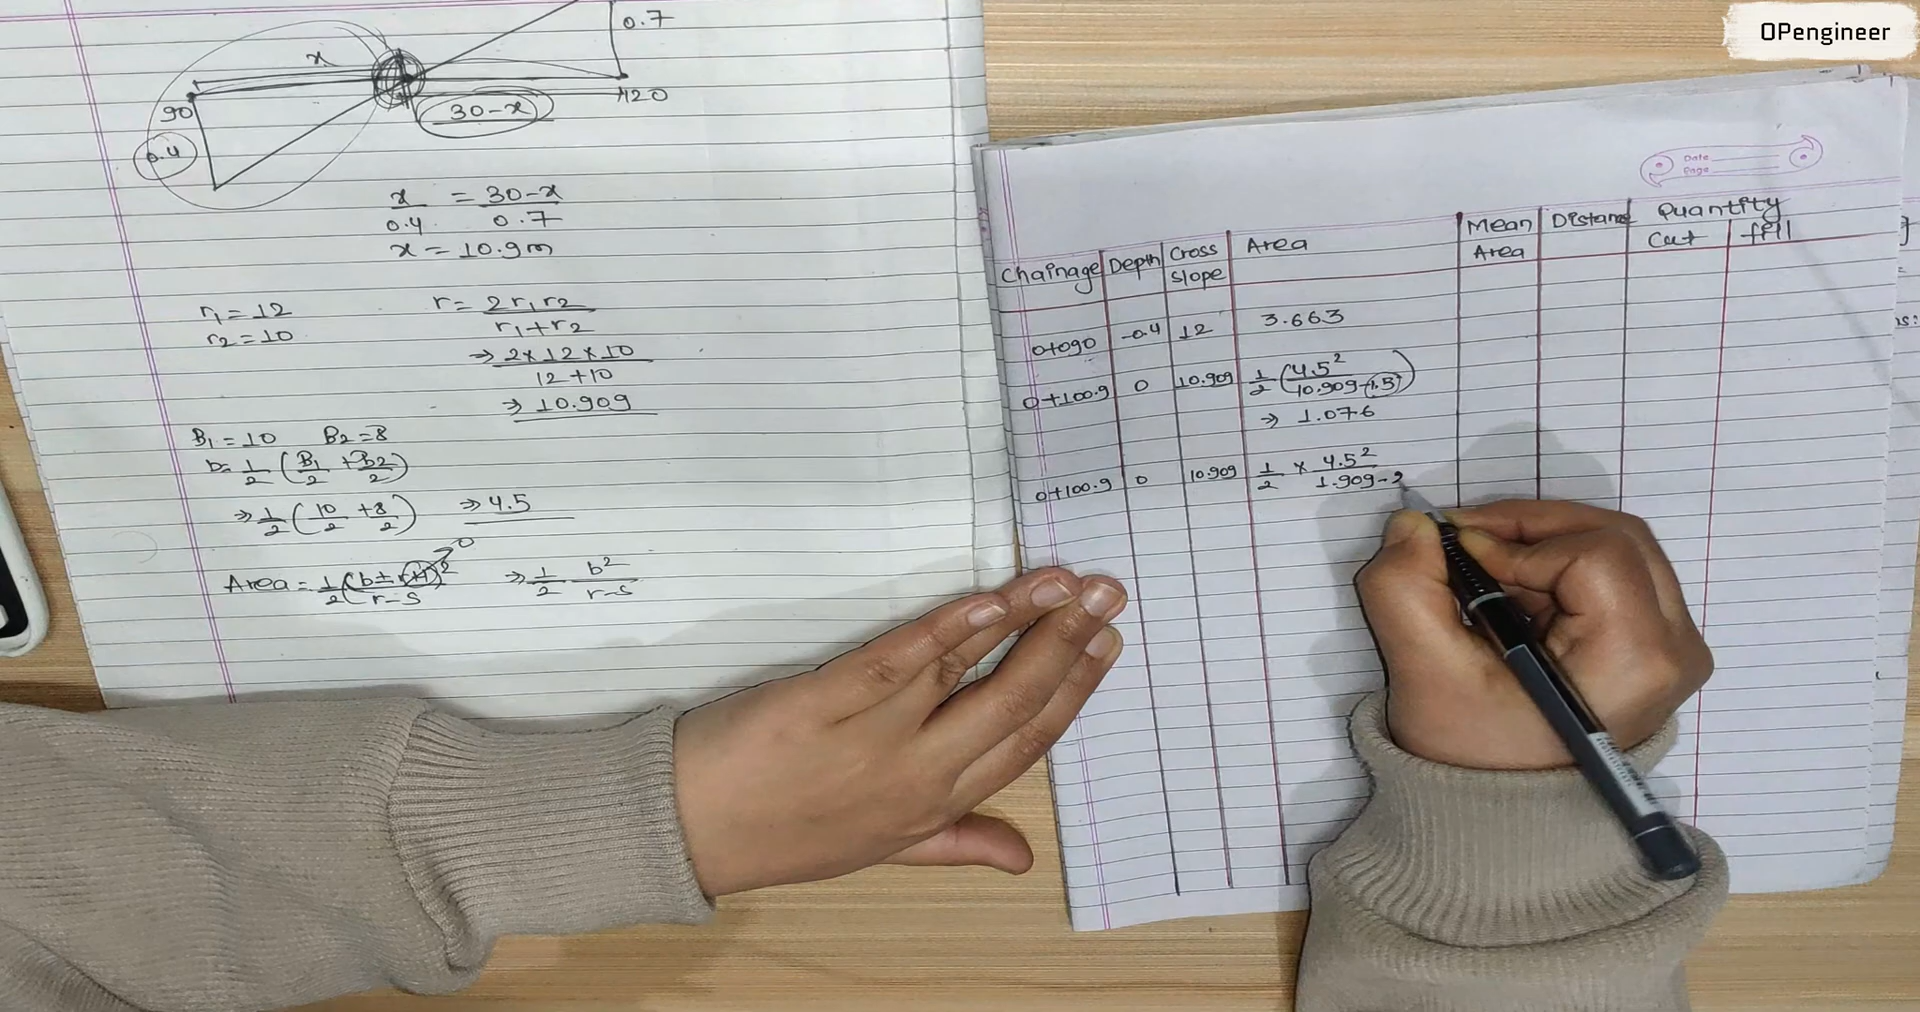 OPengineer
0.7
x
90
30-x
120
0.4
x/0.4 = 30-x/0.7
x = 10.9m
r1 = 12
r2 = 10
r = 2r1r2/r1+r2
⇒ 2×12×10/12+10
⇒ 10.909
B1 = 10 B2 = 8
b = 1/2 (B1/2 + B2/2)
⇒ 1/2 (10/2 + 8/2) ⇒ 4.5
Area = 1/2 (b ± rH)²/r-s ⇒ 1/2 b²/r-s
0
Date
Page
Chainage Depth Cross Slope Area Mean Area Distance Quantity
Cut fill
0+090 -0.4 12 3.663
0+100.9 0 10.909 1/2 (4.5²/10.909-1.5)
⇒ 1.076
0+100.9 0 10.909 1/2 × 4.5²/1.909-2